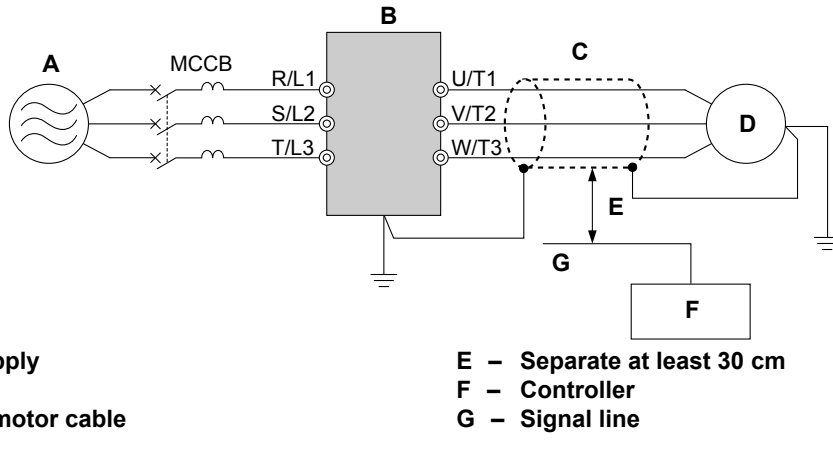 B
A
MCCB
C
R/L1
U/T1
S/L2
V/T2
D
T/L3
W/T3
E
G
F
pply
E – Separate at least 30 cm
F – Controller
motor cable
G – Signal line